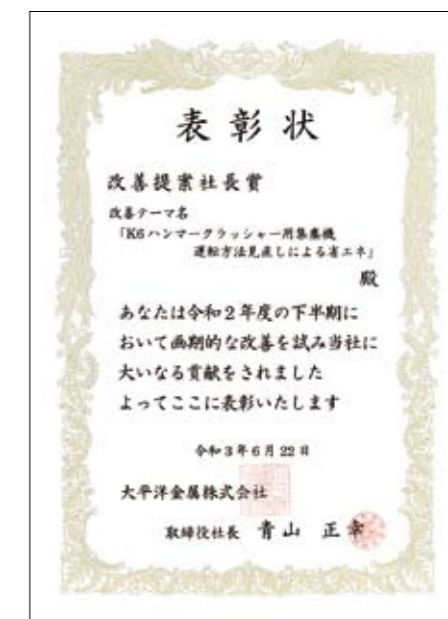 表彰状
改善提案社長賞
改善テーマ名
「K6ハンマークラッシャー用集塵機
運転方法見直しによる省エネ」
殿
あなたは令和2年度の下半期に
おいて画期的な改善を試み当社に
大いなる貢献をされました
よってここに表彰いたします
令和3年6月22日
大平洋金属株式会社
取締役社長 青山 正幸